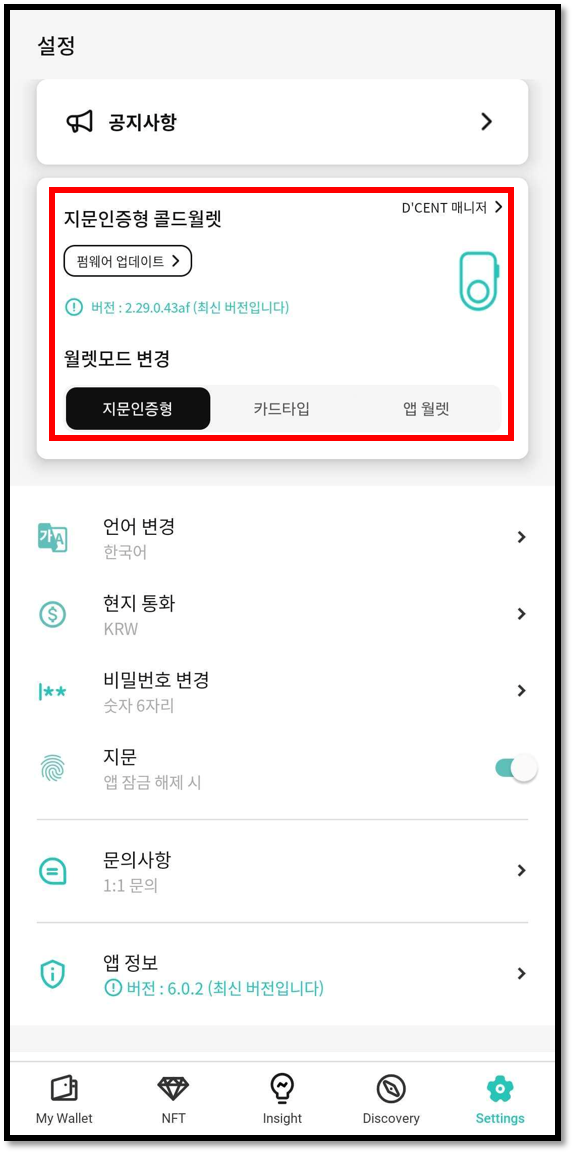 설정
공지사항
D'CENT 매니저
지문인증형 콜드월렛
펌웨어 업데이트
버전 : 2.29.0.43af (최신 버전입니다)
월렛모드 변경
지문인증형 카드타입 앱 월렛
가A
언어 변경
한국어
$
현지 통화
KRW
|**
비밀번호 변경
숫자 6자리
지문
앱 잠금 해제 시
문의사항
1:1 문의
앱 정보
버전 : 6.0.2 (최신 버전입니다)
My Wallet NFT Insight Discovery Settings